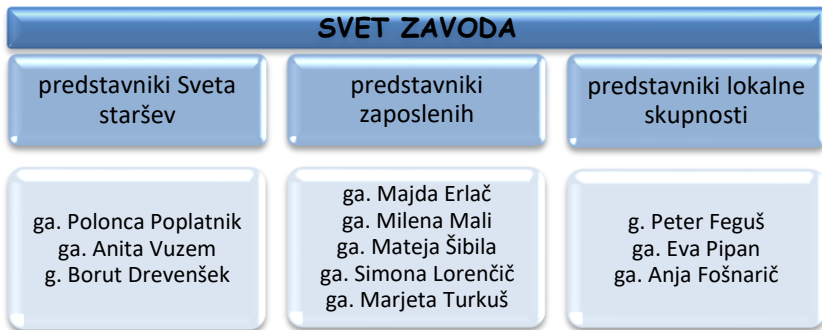 SVET ZAVODA
predstavniki Sveta
staršev
ga. Polonca Poplatnik
ga. Anita Vuzem
g. Borut Drevenšek
predstavniki
zaposlenih
ga. Majda Erlač
ga. Milena Mali
ga. Mateja Šibila
ga. Simona Lorenčič
ga. Marjeta Turkuš
predstavniki lokalne
skupnosti
g. Peter Feguš
ga. Eva Pipan
ga. Anja Fošnarič